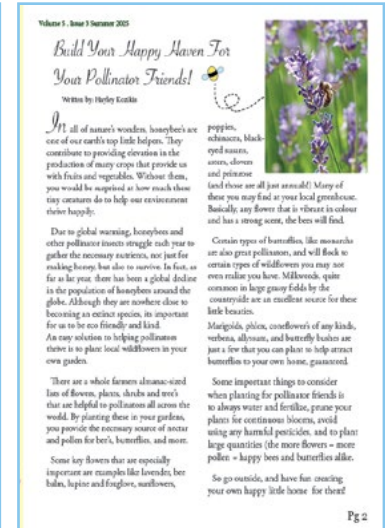 Volume 5 . Issue 3 Summer 2025
Build Your Happy Haven For
Your Pollinator Friends!
Written by: Hayley Kozikis
In all of nature's wonders, honeybee's are
one of our earth's top little helpers. They
contribute to providing elevation in the
production of many crops that provide us
with fruits and vegetables. Without them,
you would be surprised at how much these
tiny creatures do to help our environment
thrive happily.
Due to global warming, honeybees and
other pollinator insects struggle each year to
gather the necessary nutrients, not just for
making honey, but also to survive. In fact, as
far as last year, there has been a global decline
in the population of honeybees around the
globe. Although they are nowhere close to
becoming an extinct species, its important
for us to be eco friendly and kind.
An easy solution to helping pollinators
thrive is to plant local wildflowers in your
own garden.
There are a whole farmers almanac-sized
lists of flowers, plants, shrubs and tree's
that are helpful to pollinators all across the
world. By planting these in your gardens,
you provide the necessary source of nectar
and pollen for bee's, butterflies, and more.
Some key flowers that are especially
important are examples like lavender, bee
balm, lupine and foxglove, sunflowers,
poppies,
echinacea, black-
eyed susans,
asters, clovers
and primrose
(and those are all just annuals!) Many of
these you may find at your local greenhouse.
Basically, any flower that is vibrant in colour
and has a strong scent, the bees will find.
Certain types of butterflies, like monarchs
are also great pollinators, and will flock to
certain types of wildflowers you may not
even realize you have. Milkweeds, quite
common in large grassy fields by the
countryside are an excellent source for these
little beauties.
Marigolds, phlox, coneflower's of any kinds,
verbena, allyssum, and butterfly bushes are
just a few that you can plant to help attract
butterflies to your own home, guaranteed.
Some important things to consider
when planting for pollinator friends is
to always water and fertilize, prune your
plants for continuous blooms, avoid
using any harmful pesticides, and to plant
large quantities (the more flowers = more
pollen = happy bees and butterflies alike.
So go outside, and have fun creating
your own happy little home for them!
Pg 2